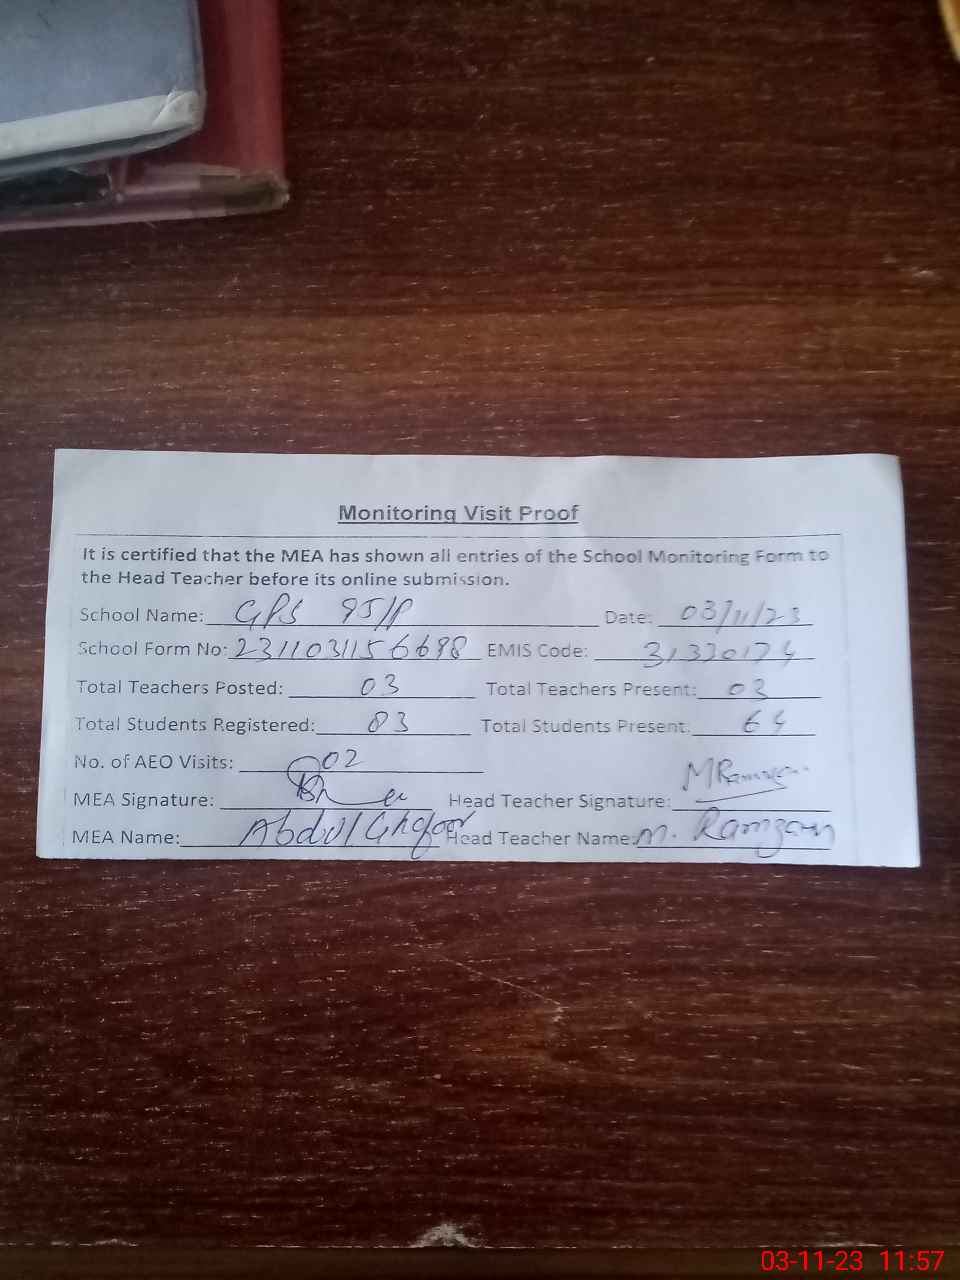 Monitoring Visit Proof
It is certified that the MEA has shown all entries of the School Monitoring Form to
the Head Teacher before its online submission.
School Name: GPS 95/P Date: 03/11/23
School Form No: 2311031156698 EMIS Code: 31330174
Total Teachers Posted: 03 Total Teachers Present: 03
Total Students Registered: 83 Total Students Present: 64
No. of AEO Visits: 02
MEA Signature: Head Teacher Signature: MRamzan
MEA Name: Abdul Ghafoor Head Teacher Name: M. Ramzan
03-11-23 11:57